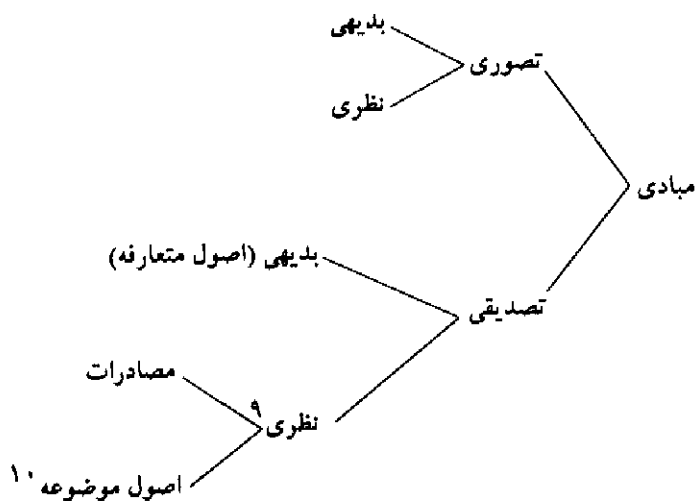 بدیهی
تصوری
نظری
مبادی
بدیهی (اصول متعارفه)
تصدیقی
مصادرات
نظری ۹
اصول موضوعه ۱۰